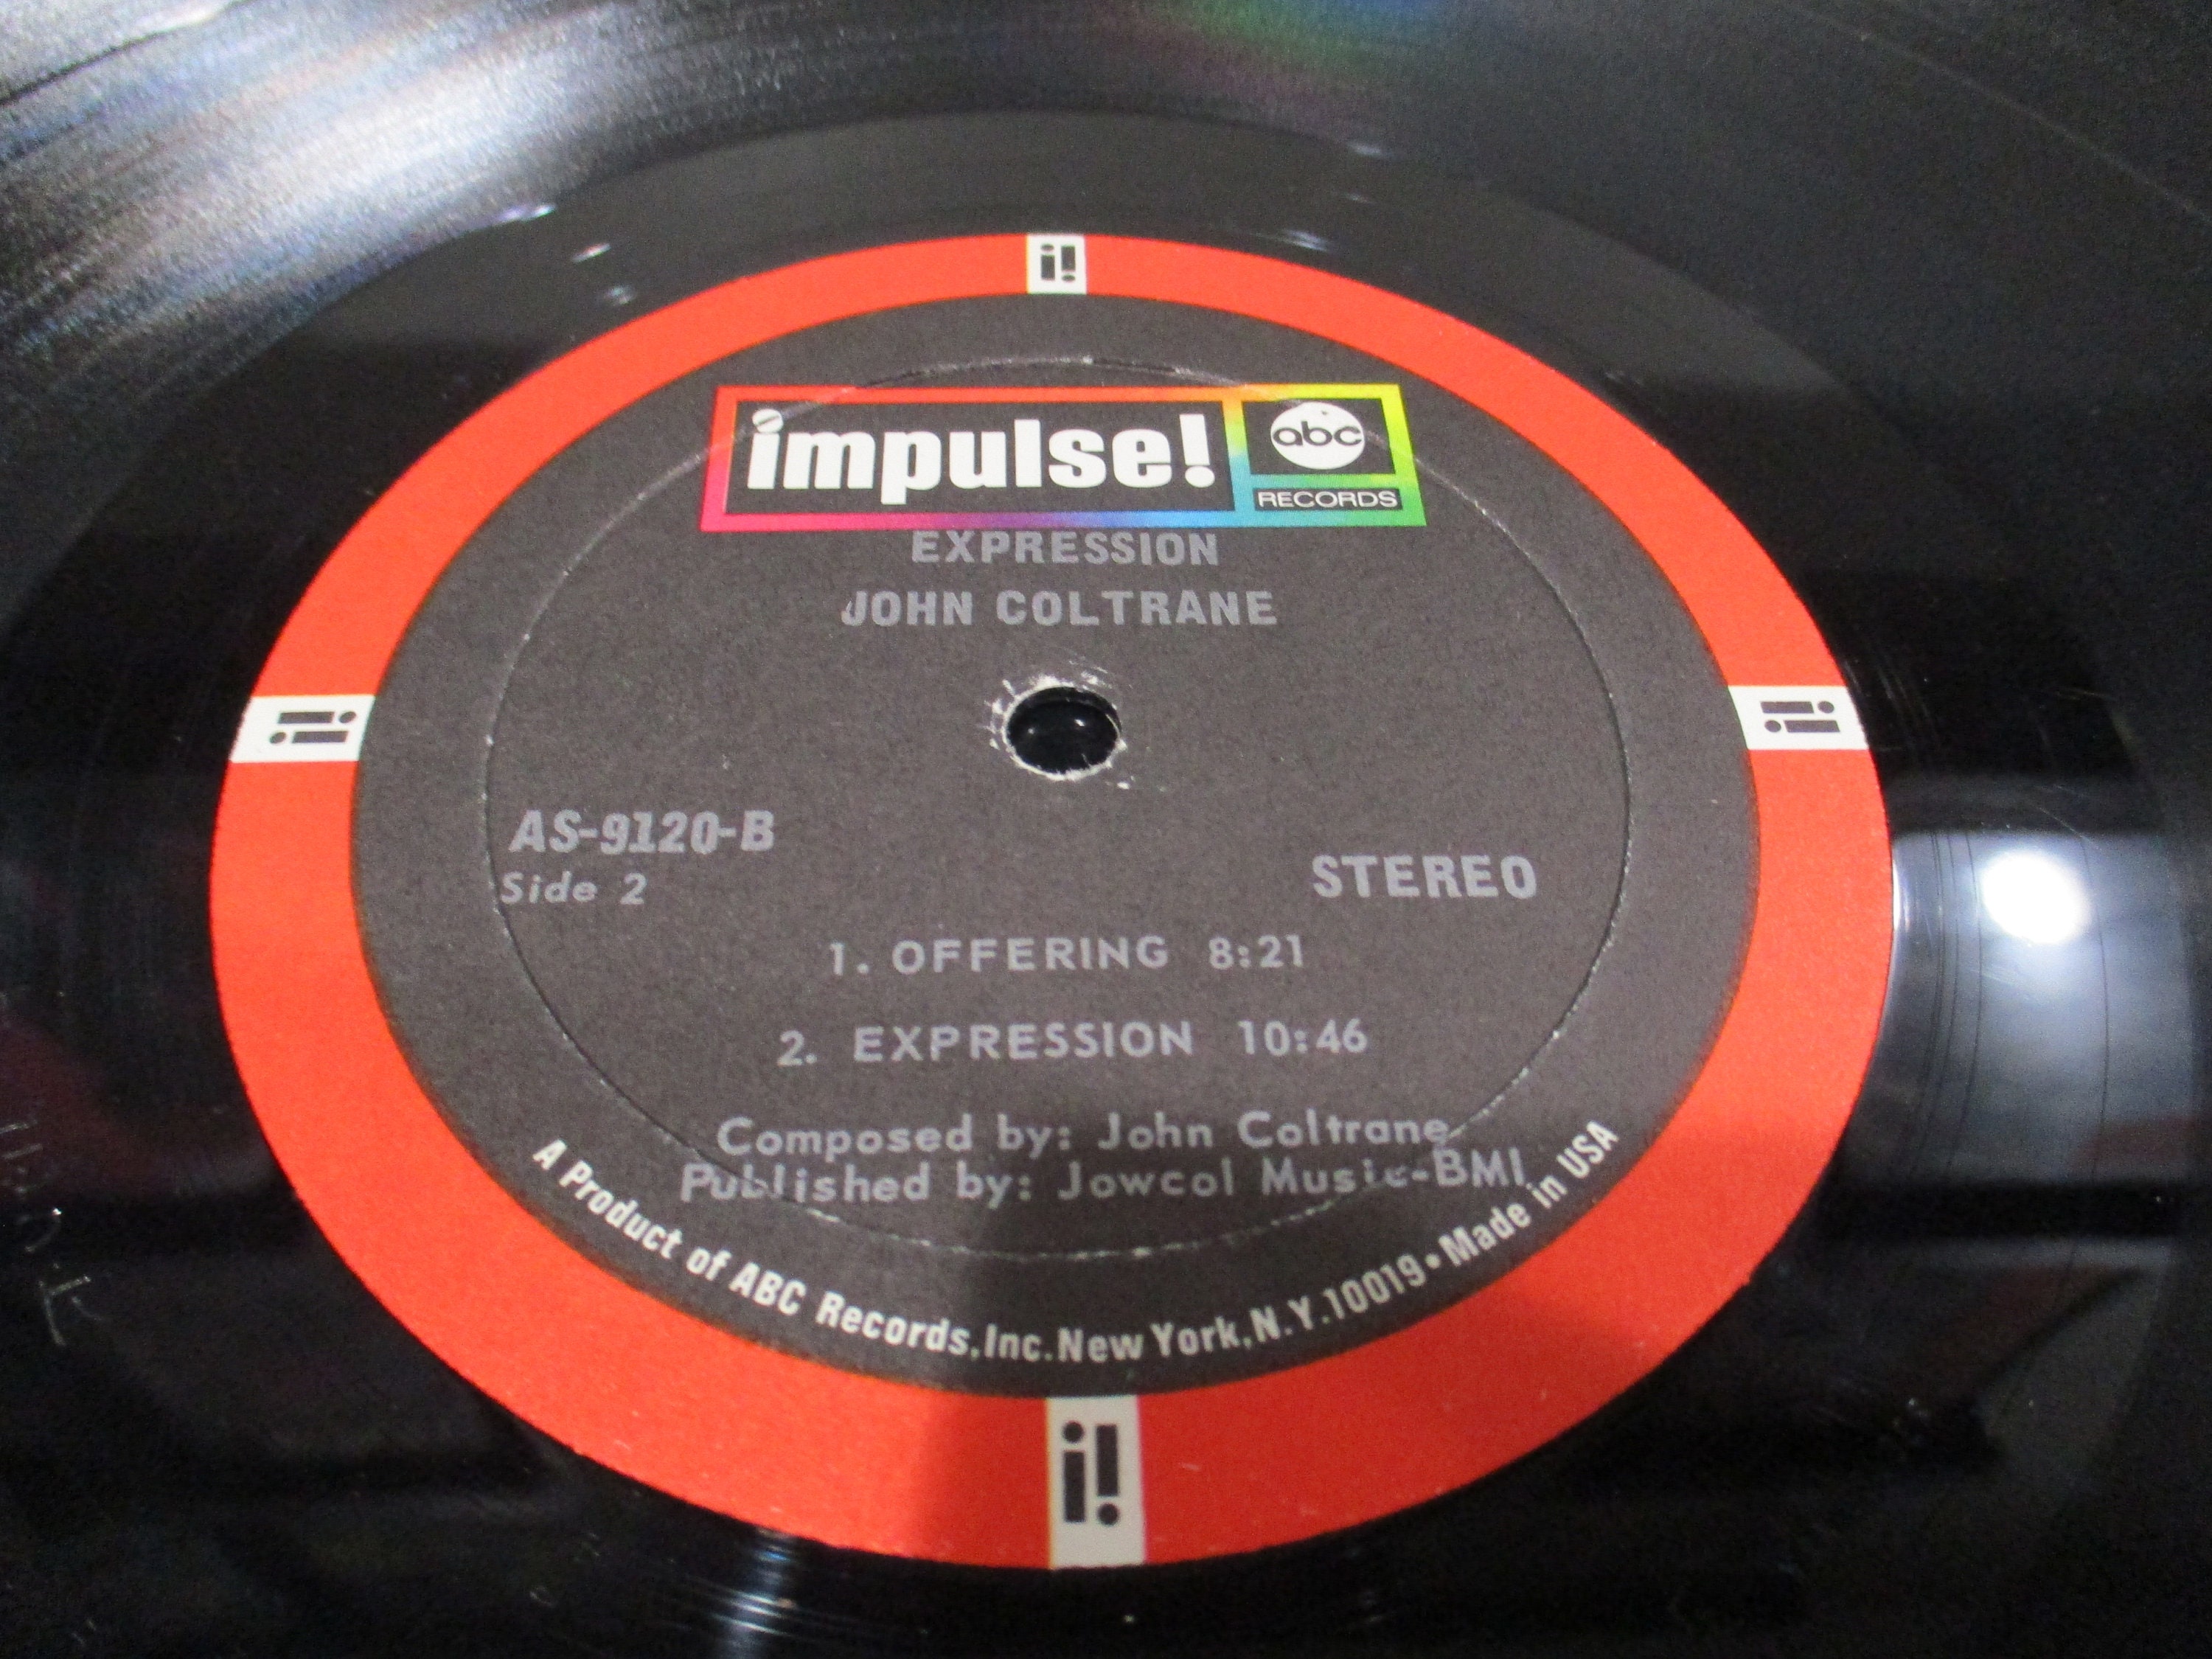 i!
impulse!
abc
RECORDS
EXPRESSION
JOHN COLTRANE
i!
i!
AS-9120-B
Side 2
STEREO
1. OFFERING 8:21
2. EXPRESSION 10:46
Composed by: John Coltrane
Published by: Jowcol Music-BMI
A Product of ABC Records, Inc. New York, N.Y. 10019 • Made in USA
i!